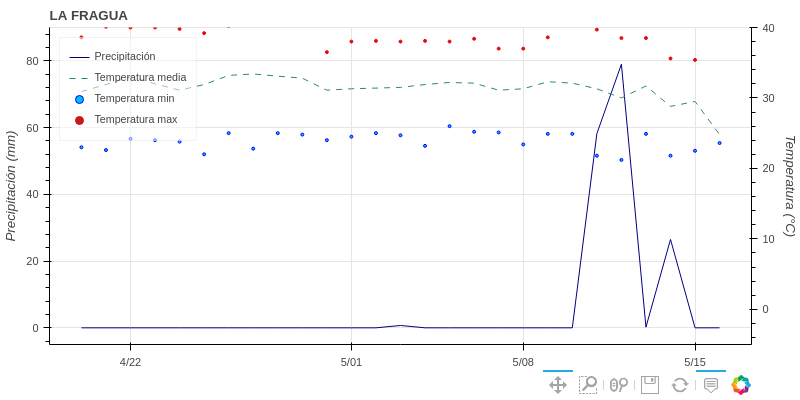 LA FRAGUA
Precipitación
Temperatura media
Temperatura min
Temperatura max
Precipitación (mm)
80
60
40
20
0
Temperatura (°C)
40
30
20
10
0
4/22
5/01
5/08
5/15